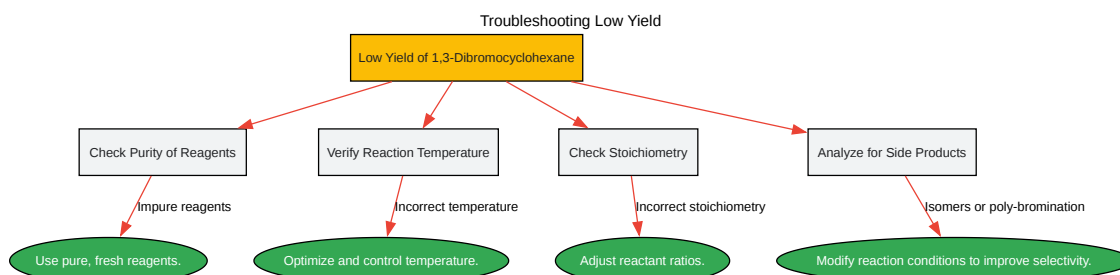 Troubleshooting Low Yield
Low Yield of 1,3-Dibromocyclohexane
Check Purity of Reagents
Verify Reaction Temperature
Check Stoichiometry
Analyze for Side Products
Impure reagents
Incorrect temperature
Incorrect stoichiometry
Isomers or poly-bromination
Use pure, fresh reagents.
Optimize and control temperature.
Adjust reactant ratios.
Modify reaction conditions to improve selectivity.